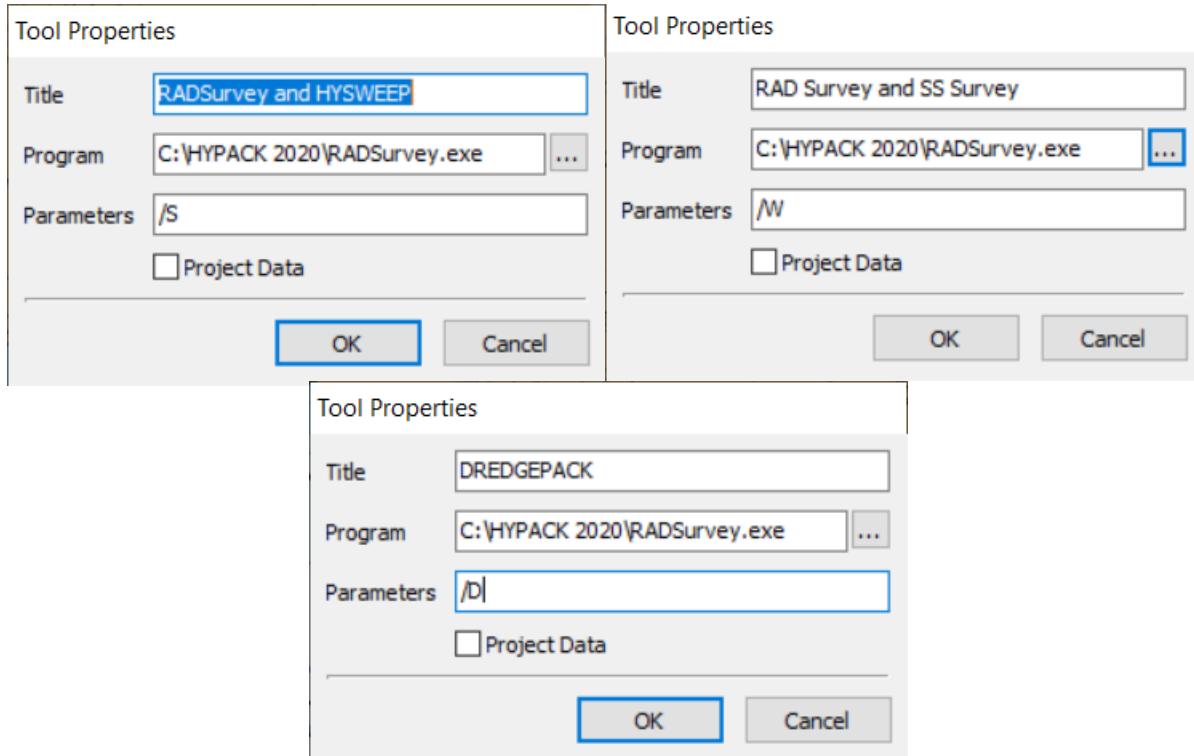 Tool Properties
Title RADSurvey and HYSWEEP
Program C:\HYPACK 2020\RADSurvey.exe ...
Parameters /S
Project Data
OK Cancel
Tool Properties
Title RAD Survey and SS Survey
Program C:\HYPACK 2020\RADSurvey.exe ...
Parameters /W
Project Data
OK Cancel
Tool Properties
Title DREDGEPACK
Program C:\HYPACK 2020\RADSurvey.exe ...
Parameters /D
Project Data
OK Cancel